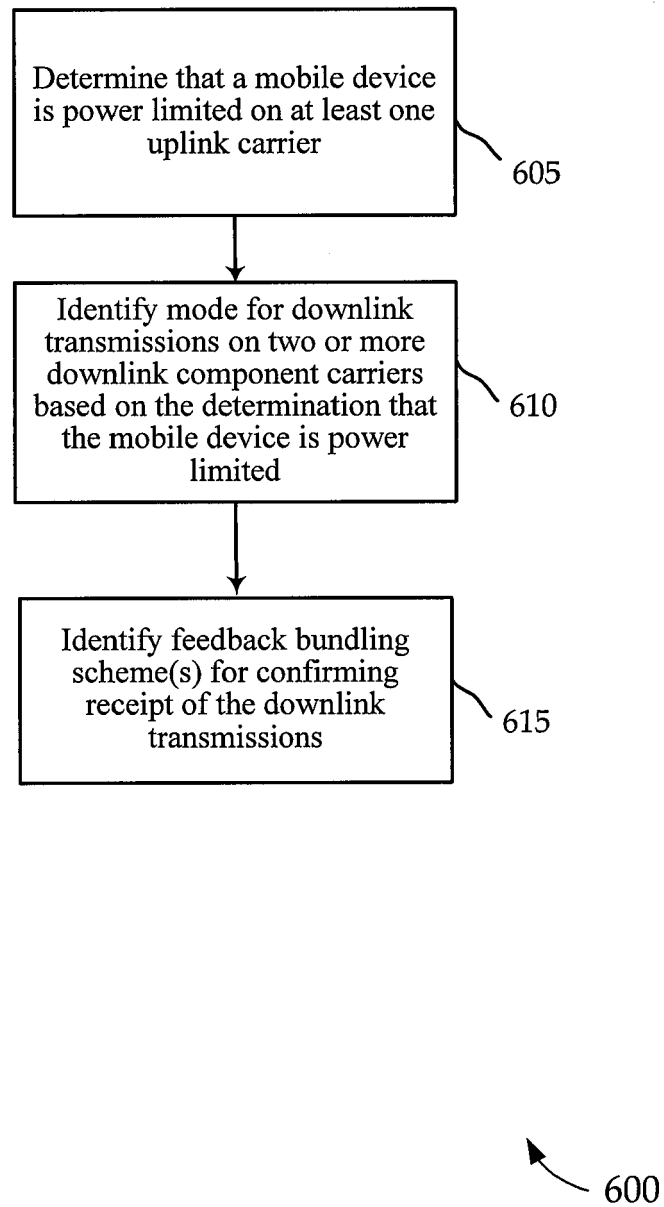 Determine that a mobile device
is power limited on at least one
uplink carrier
605
Identify mode for downlink
transmissions on two or more
downlink component carriers
based on the determination that
the mobile device is power
limited
610
Identify feedback bundling
scheme(s) for confirming
receipt of the downlink
transmissions
615
600